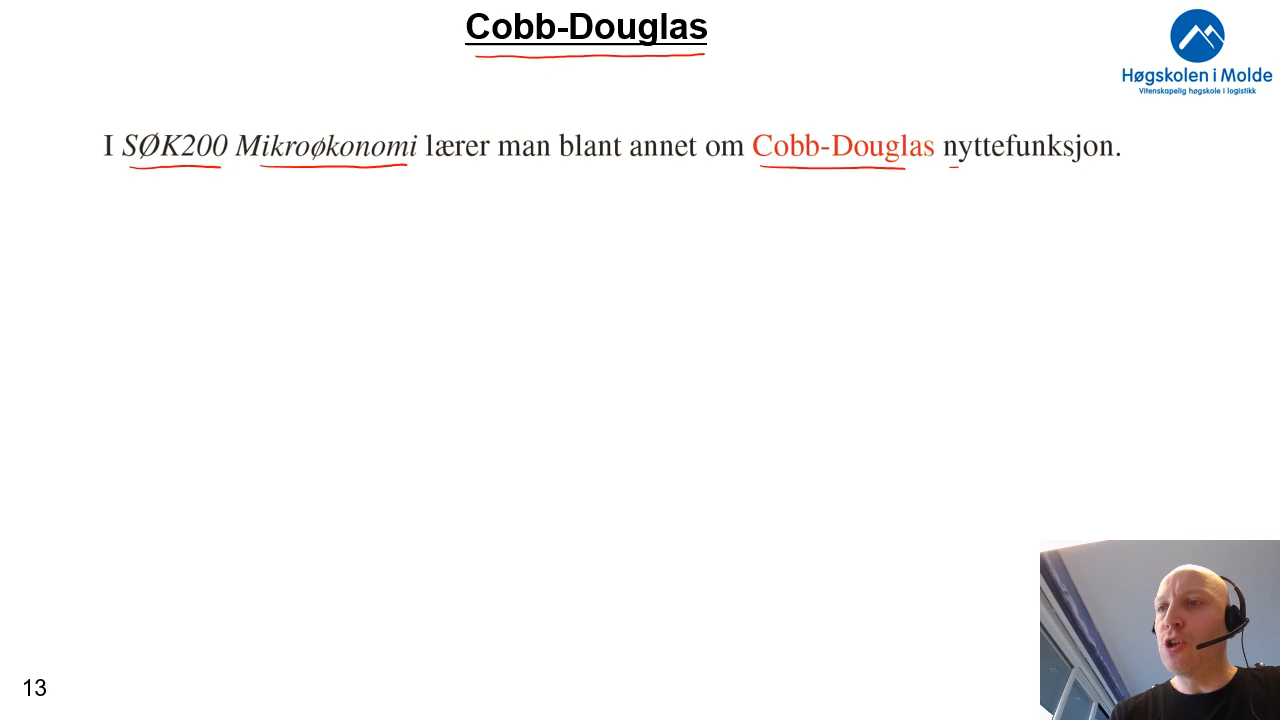 Cobb-Douglas
Høgskolen i Molde
Vitenskapelig høgskole i logistikk
I SØK200 Mikroøkonomi lærer man blant annet om Cobb-Douglas nyttefunksjon.
13